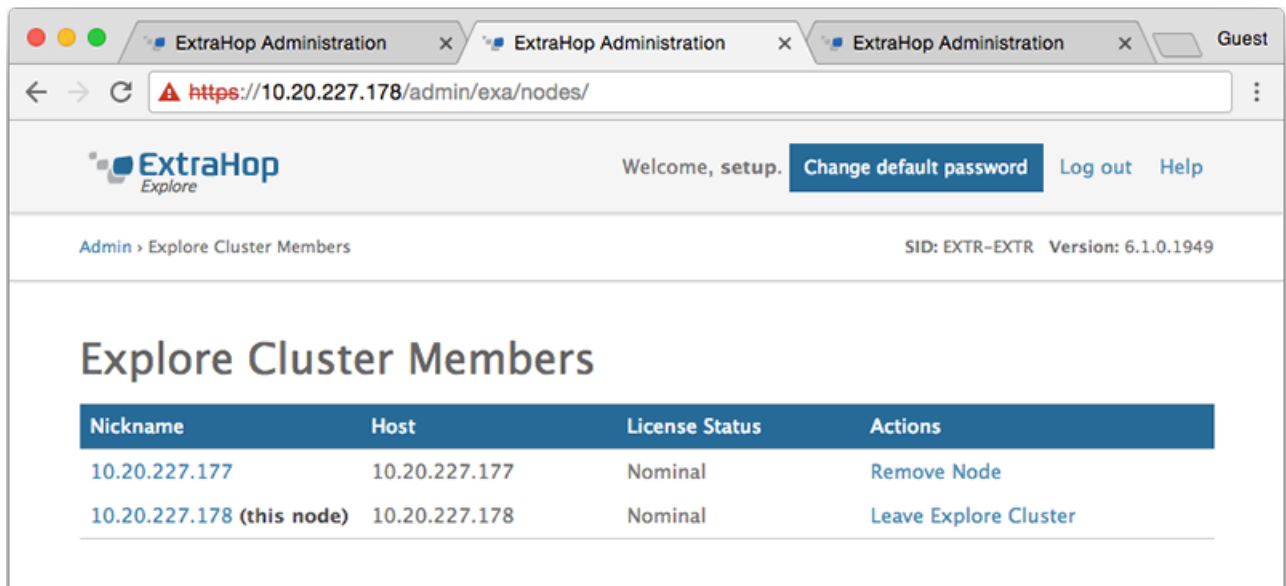 ExtraHop Administration × ExtraHop Administration × ExtraHop Administration × Guest
https://10.20.227.178/admin/exa/nodes/
ExtraHop Welcome, setup. Change default password Log out Help
Explore
Admin › Explore Cluster Members SID: EXTR-EXTR Version: 6.1.0.1949
Explore Cluster Members
Nickname Host License Status Actions
10.20.227.177 10.20.227.177 Nominal Remove Node
10.20.227.178 (this node) 10.20.227.178 Nominal Leave Explore Cluster